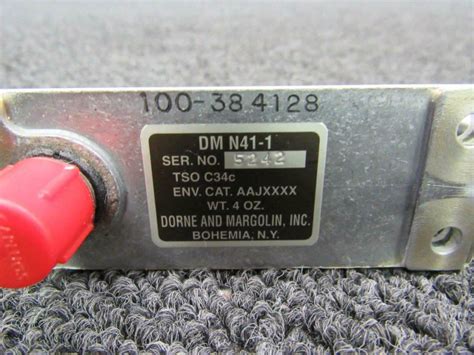 100-384128
DM N41-1
SER. NO. 5242
TSO C34c
ENV. CAT. AAJXXXX
WT. 4 OZ.
DORNE AND MARGOLIN, INC.
BOHEMIA, N.Y.